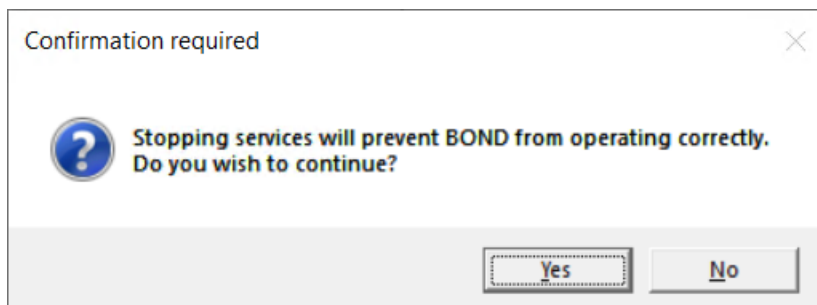 Confirmation required
Stopping services will prevent BOND from operating correctly.
Do you wish to continue?
Yes
No